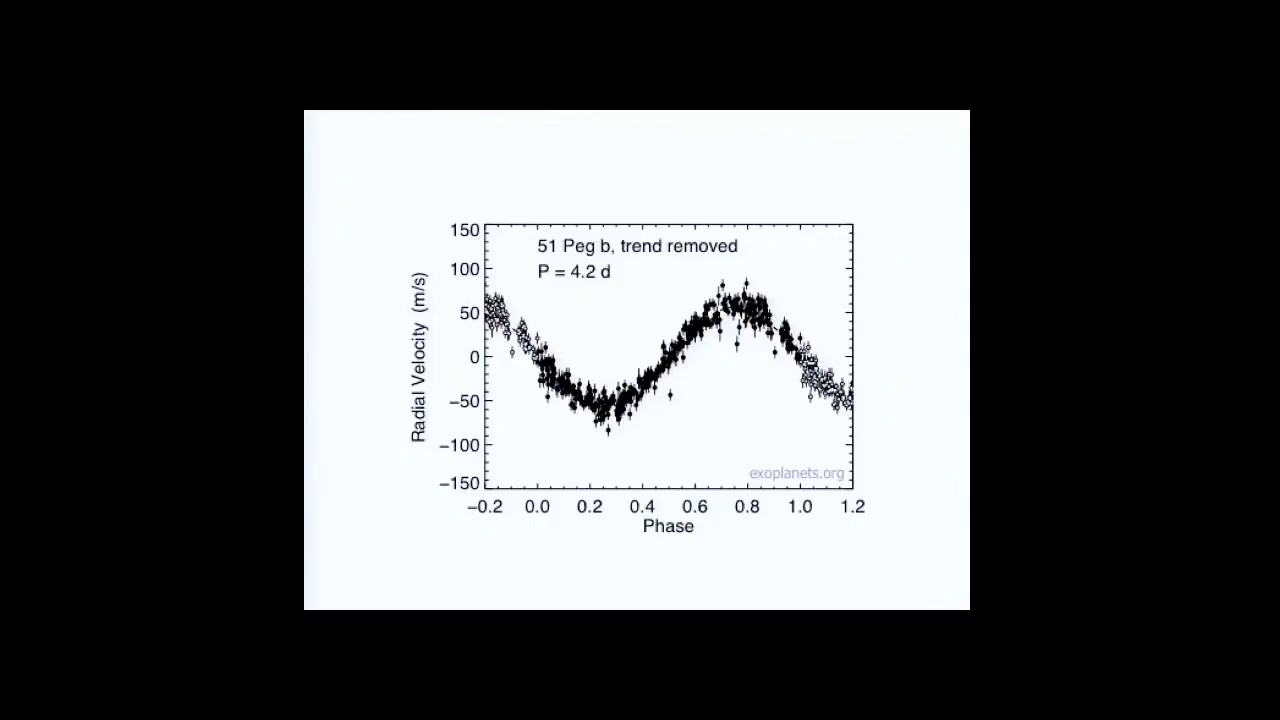 150
51 Peg b, trend removed
100
P = 4.2 d
50
0
−50
−100
−150
Radial Velocity (m/s)
exoplanets.org
−0.2 0.0 0.2 0.4 0.6 0.8 1.0 1.2
Phase